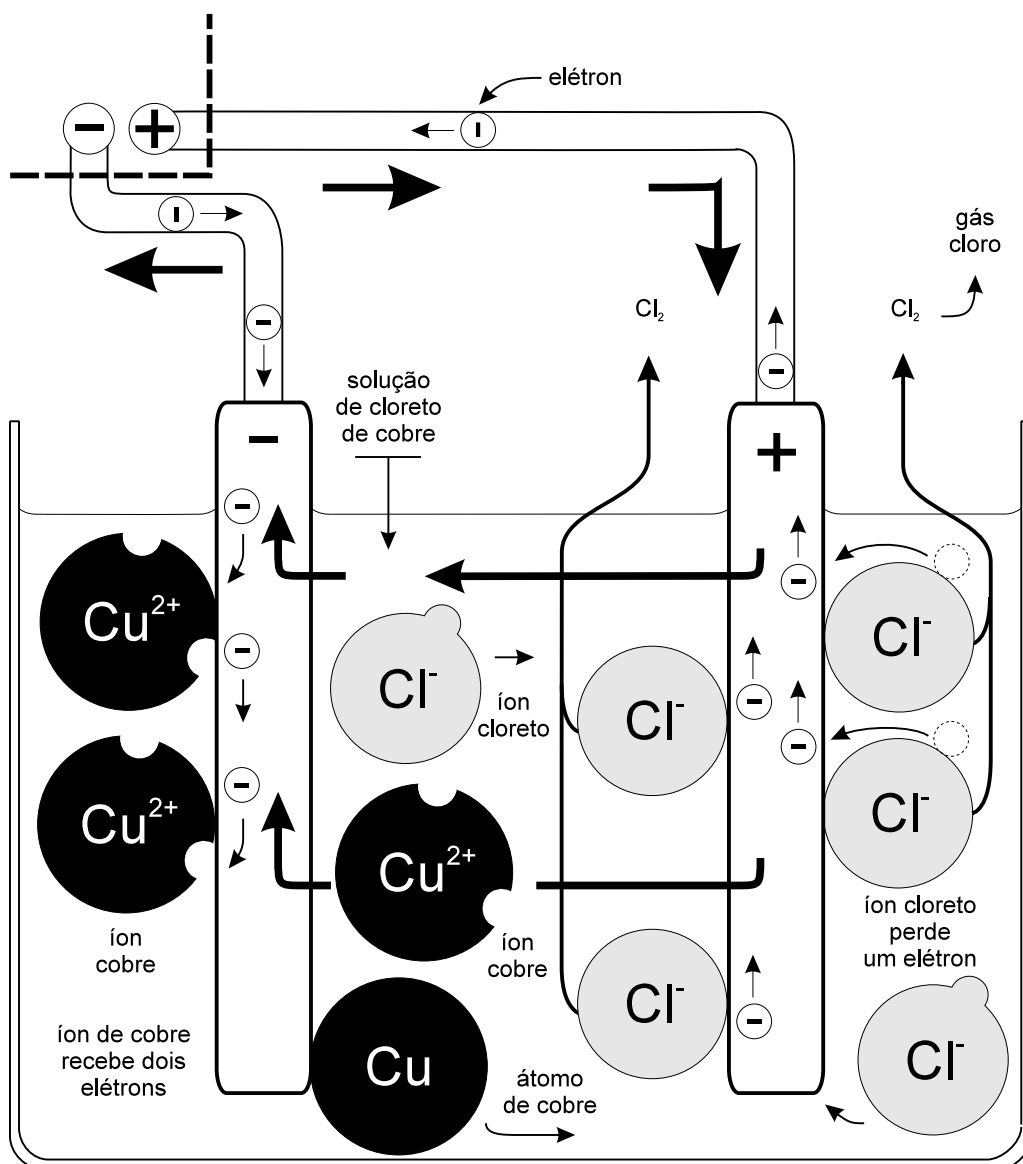 elétron
−
+
gás
cloro
Cl₂
Cl₂
solução
de cloreto
de cobre
−
+
Cu²⁺
Cl⁻
Cl⁻
Cl⁻
íon
cloreto
Cu²⁺
Cl⁻
Cu²⁺
íon cloreto
perde
um elétron
íon
cobre
íon
cobre
Cl⁻
Cl⁻
íon de cobre
recebe dois
elétrons
Cu
átomo
de cobre